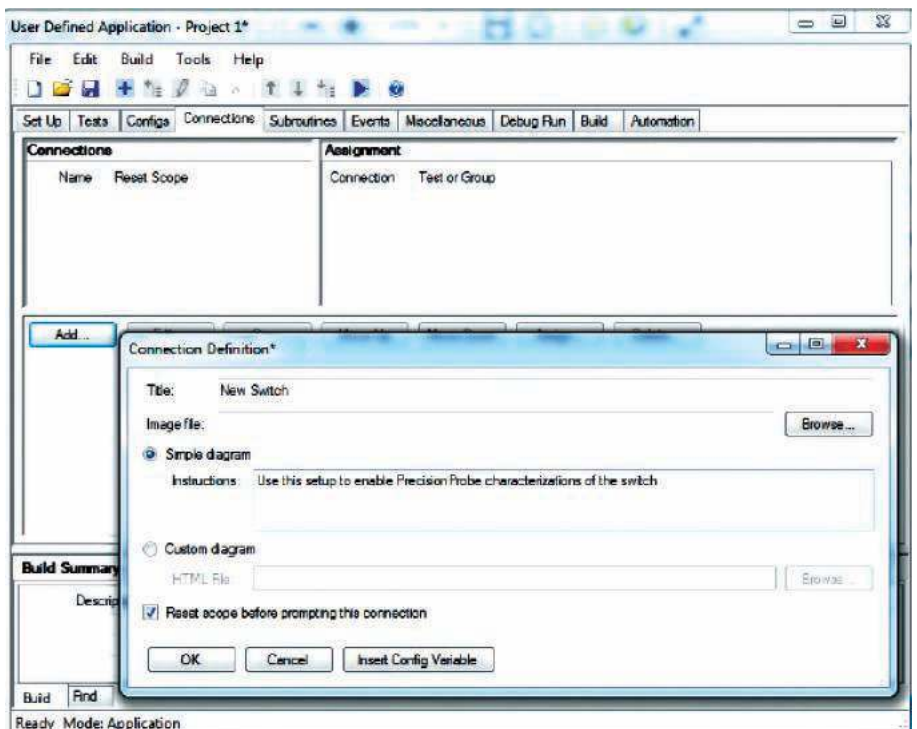 User Defined Application - Project 1*
File Edit Build Tools Help
Set Up Tests Configs Connections Subroutines Events Miscellaneous Debug Run Build Automation
Connections
Name Reset Scope
Assignment
Connection Test or Group
Add...
Connection Definition*
Title: New Switch
Image file: Browse...
Simple diagram
Instructions: Use this setup to enable Precision Probe characterizations of the switch
Custom diagram
HTML File Browse...
Reset scope before prompting this connection
OK Cancel Insert Config Variable
Build Summary
Descrip
Build Find
Ready Mode: Application